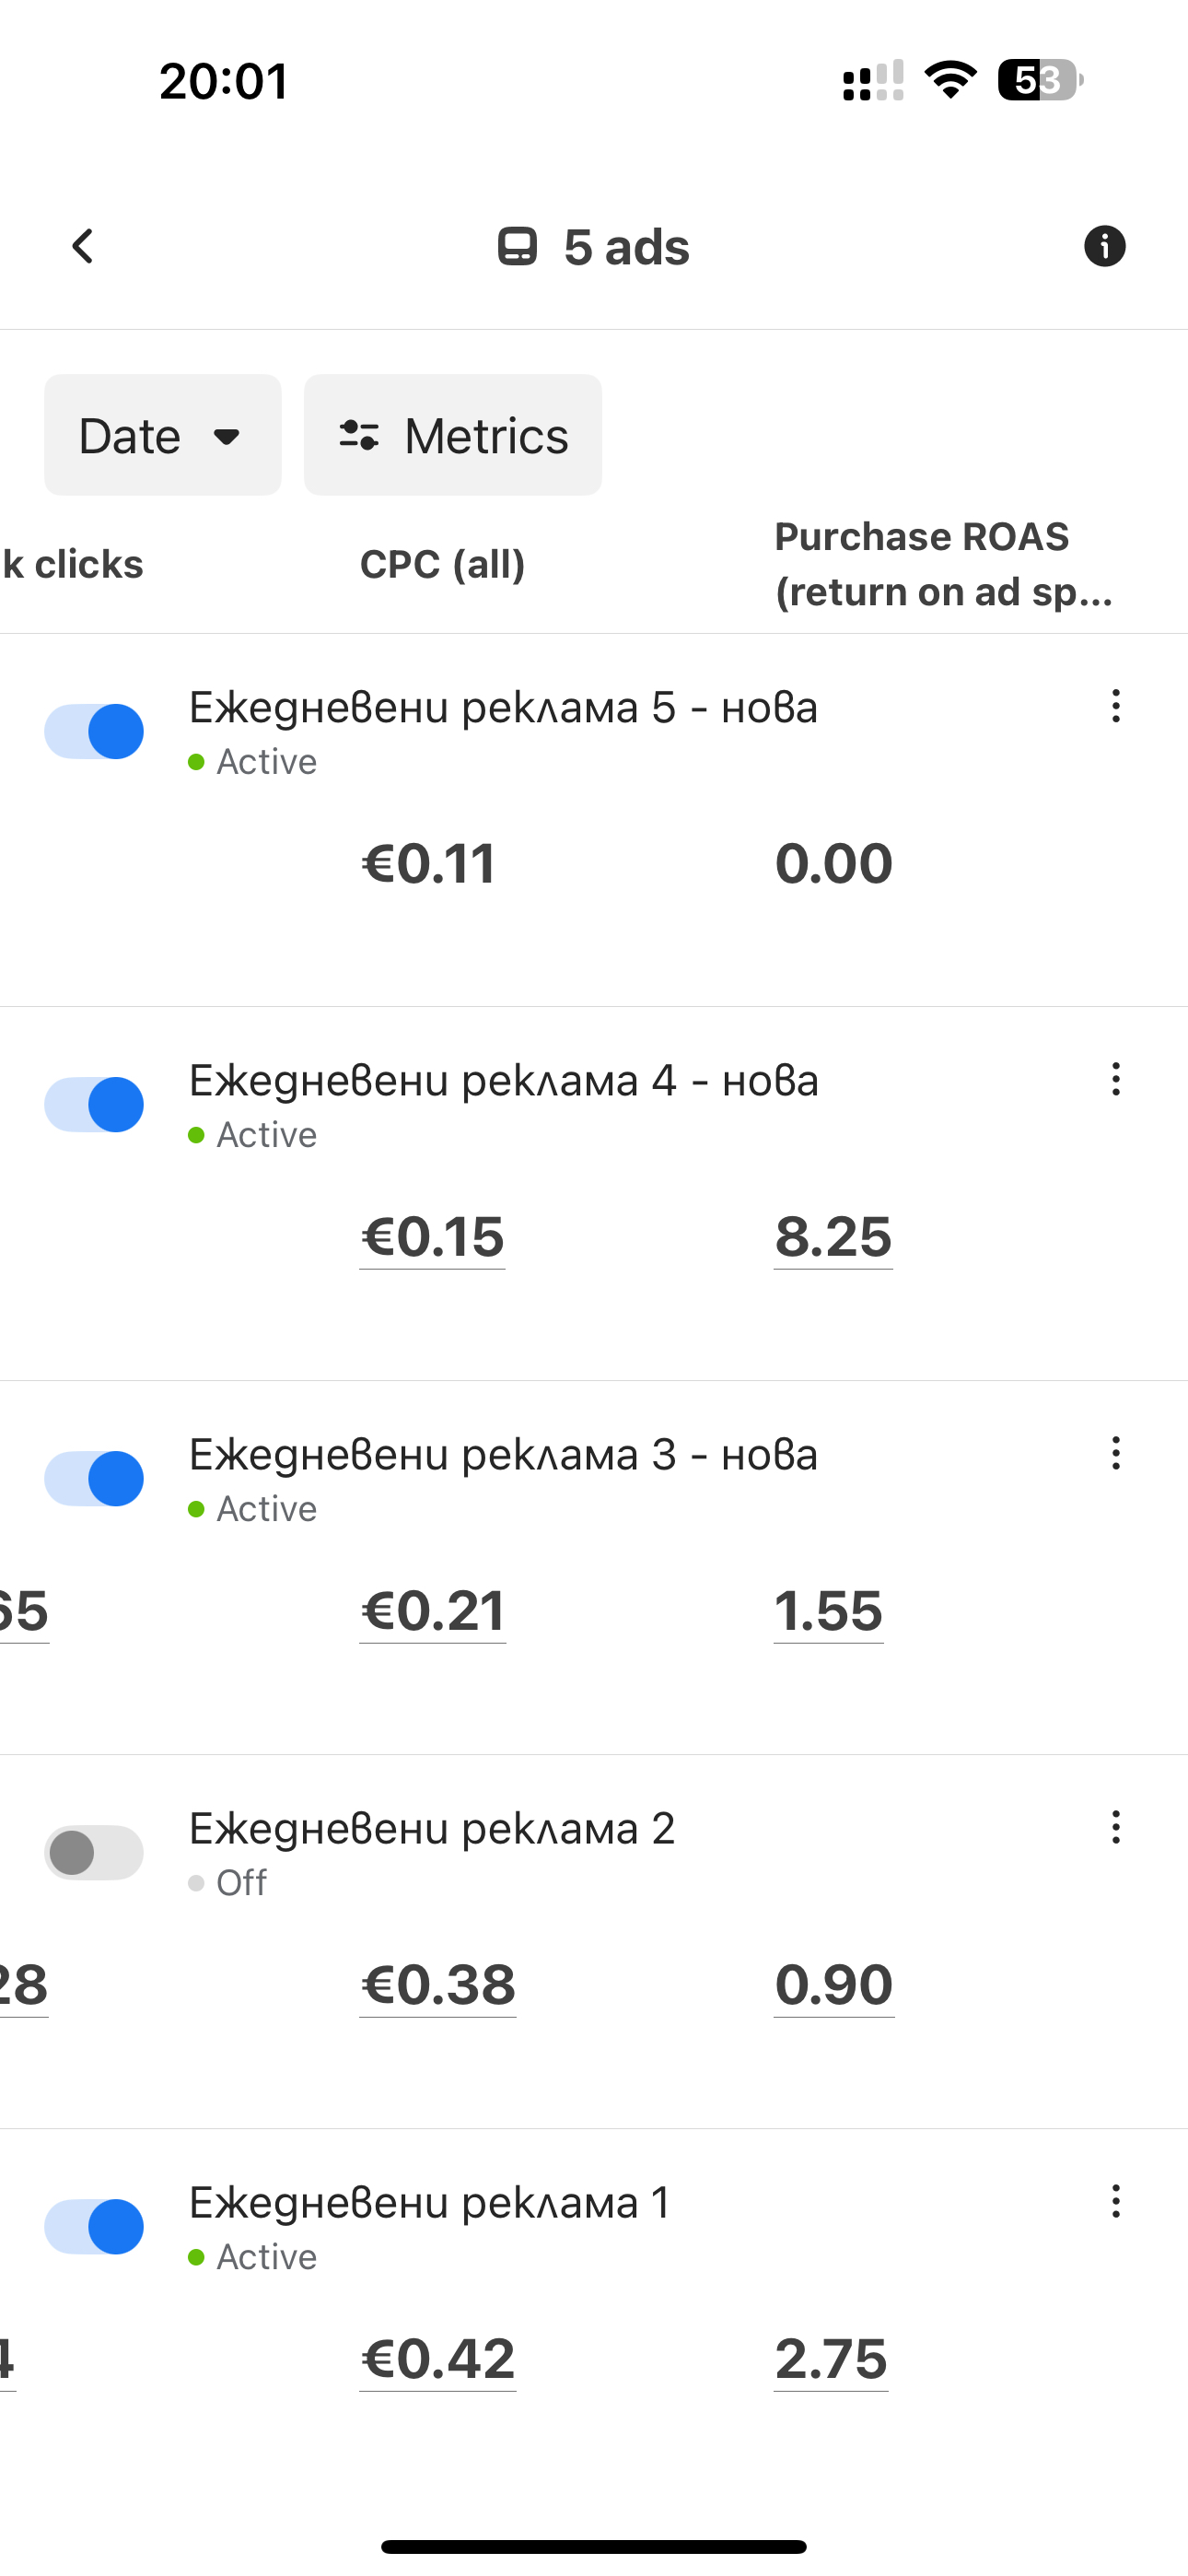 20:01
53
5 ads
Date
Metrics
k clicks
CPC (all)
Purchase ROAS
(return on ad sp...
Ежедневени реклама 5 - нова
Active
€0.11
0.00
Ежедневени реклама 4 - нова
Active
€0.15
8.25
Ежедневени реклама 3 - нова
Active
65
€0.21
1.55
Ежедневени реклама 2
Off
28
€0.38
0.90
Ежедневени реклама 1
Active
4
€0.42
2.75